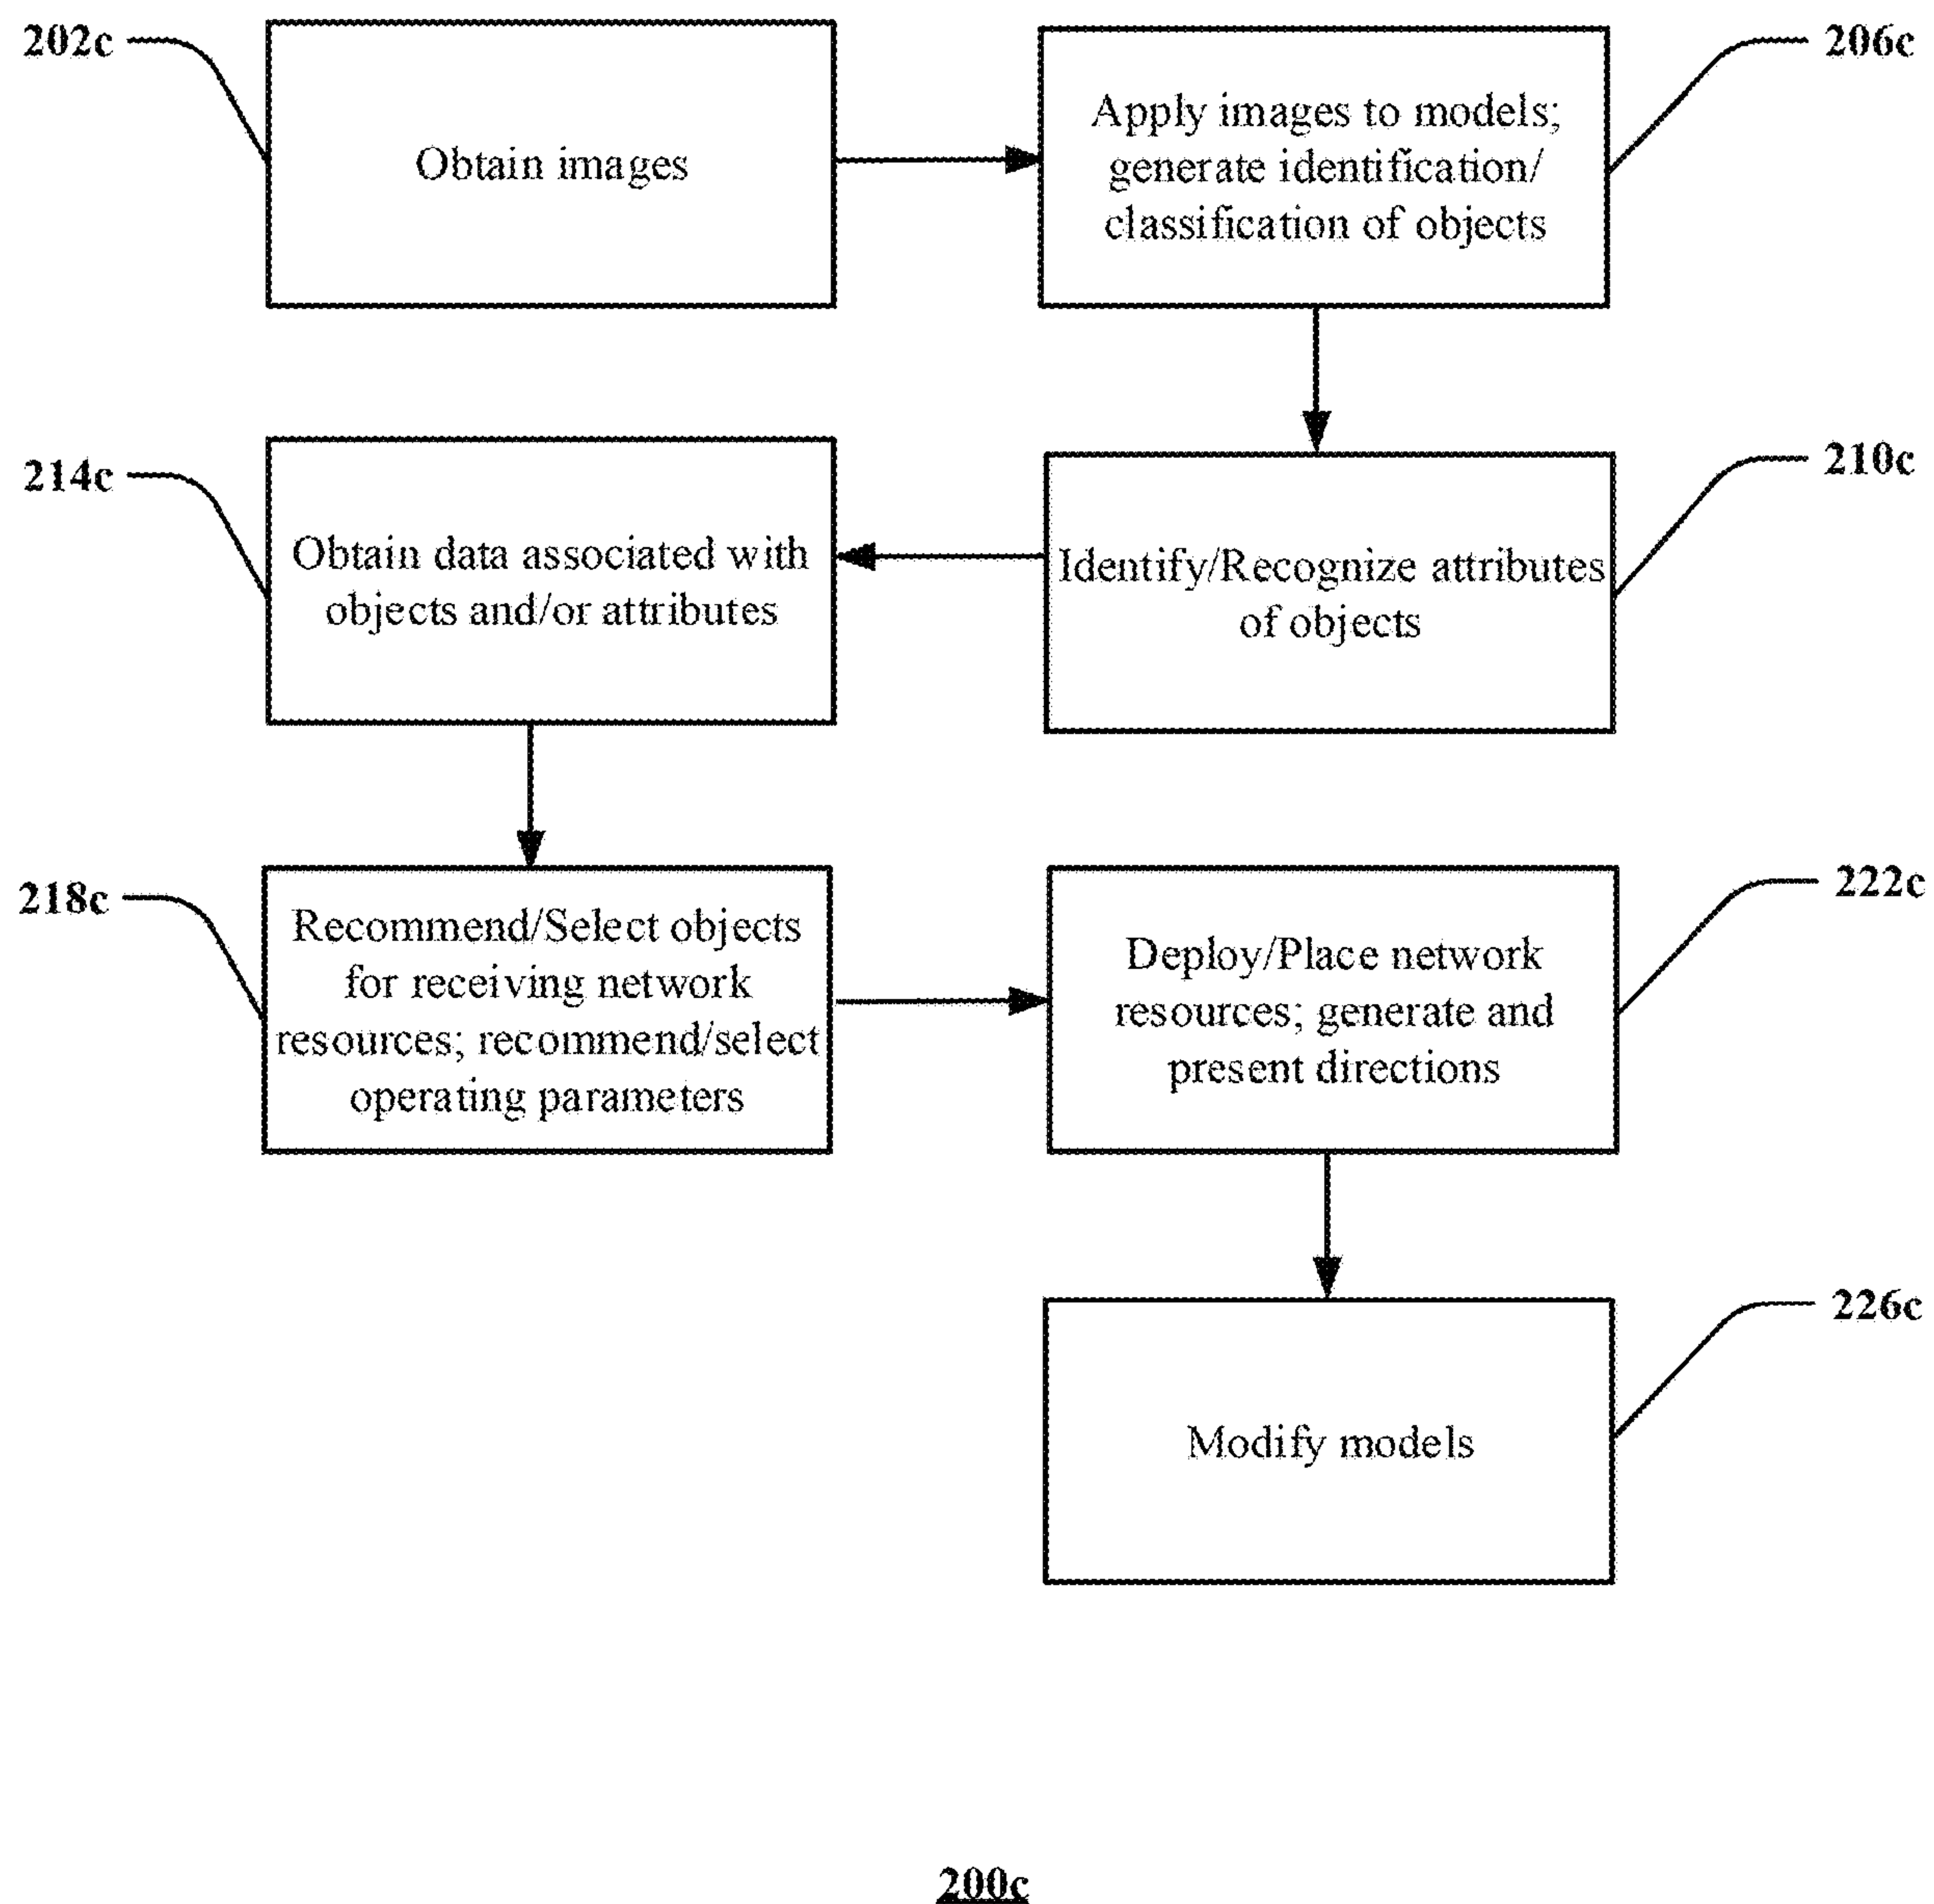 202c
Obtain images
206c
Apply images to models;
generate identification/
classification of objects
214c
Obtain data associated with
objects and/or attributes
210c
Identify/Recognize attributes
of objects
218c
Recommend/Select objects
for receiving network
resources; recommend/select
operating parameters
222c
Deploy/Place network
resources; generate and
present directions
226c
Modify models
200c